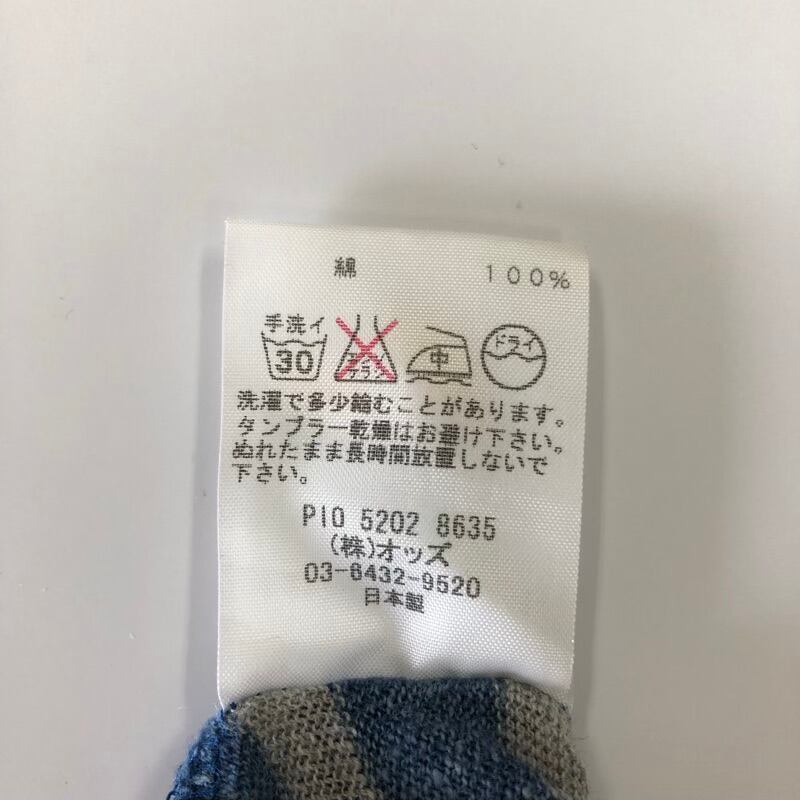 綿 100%
手洗イ
30 エンソサラシ 中 ドライ
洗濯で多少縮むことがあります。
タンブラー乾燥はお避け下さい。
ぬれたまま長時間放置しないで
下さい。
PIO 5202 8635
(株)オッズ
03-6432-9520
日本製